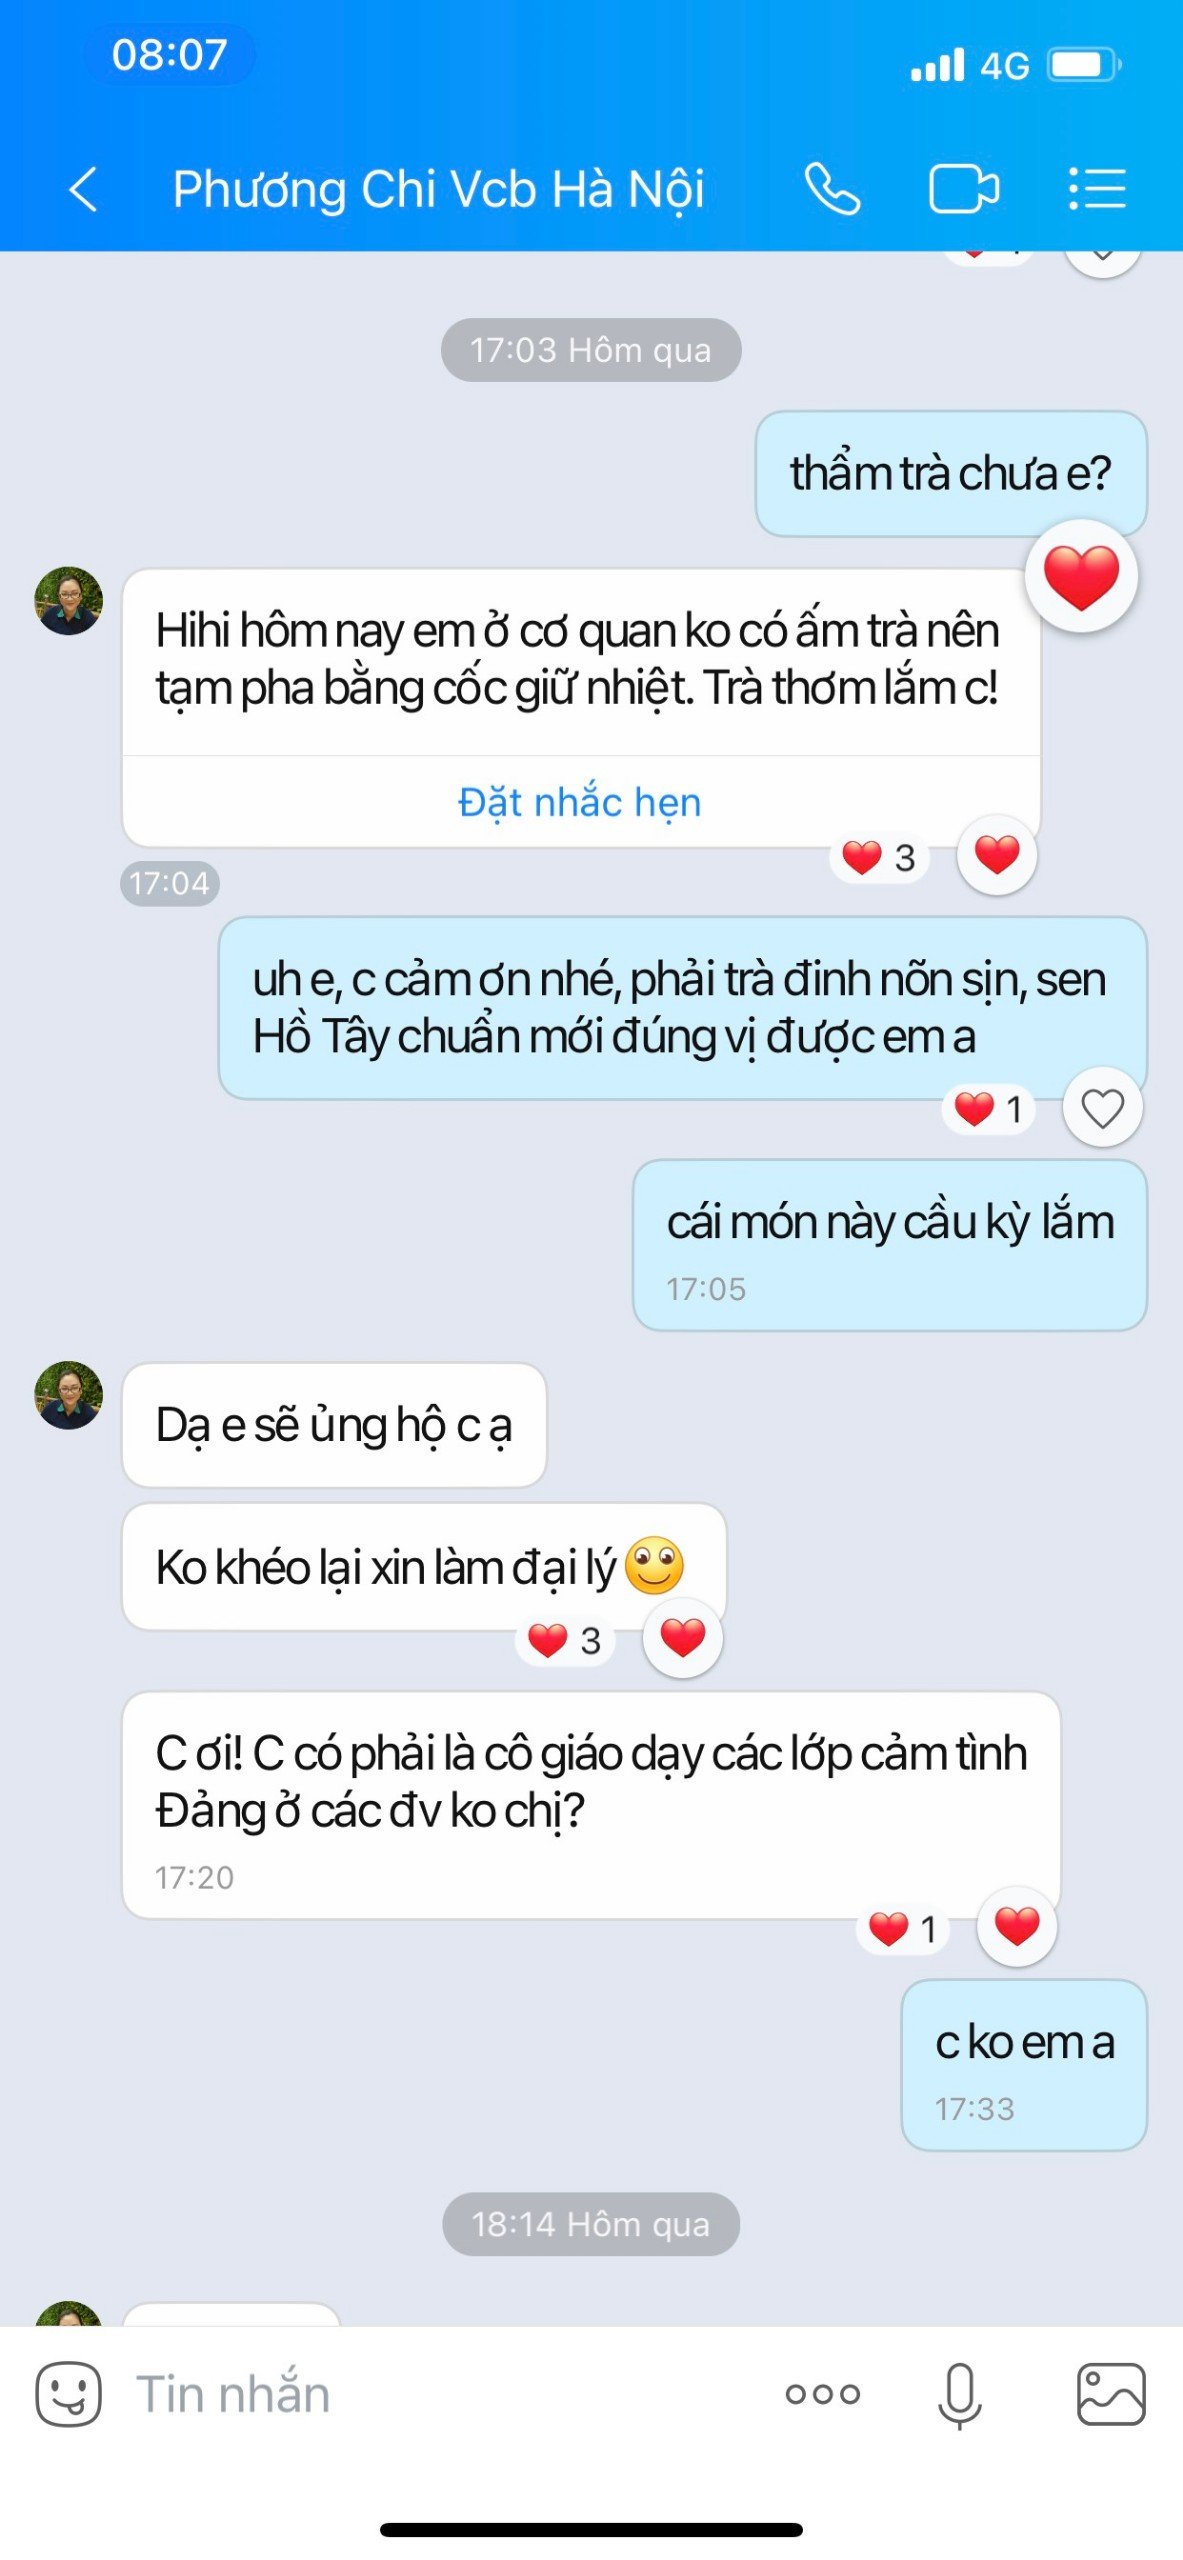 08:07
4G
Phương Chi Vcb Hà Nội
17:03 Hôm qua
thẩm trà chưa e?
Hihi hôm nay em ở cơ quan ko có ấm trà nên
tạm pha bằng cốc giữ nhiệt. Trà thơm lắm c!
Đặt nhắc hẹn
3
17:04
uh e, c cảm ơn nhé, phải trà đinh nõn sịn, sen
Hồ Tây chuẩn mới đúng vị được em a
1
cái món này cầu kỳ lắm
17:05
Dạ e sẽ ủng hộ c ạ
Ko khéo lại xin làm đại lý
3
C ơi! C có phải là cô giáo dạy các lớp cảm tình
Đảng ở các đv ko chị?
17:20
1
c ko em a
17:33
18:14 Hôm qua
Tin nhắn